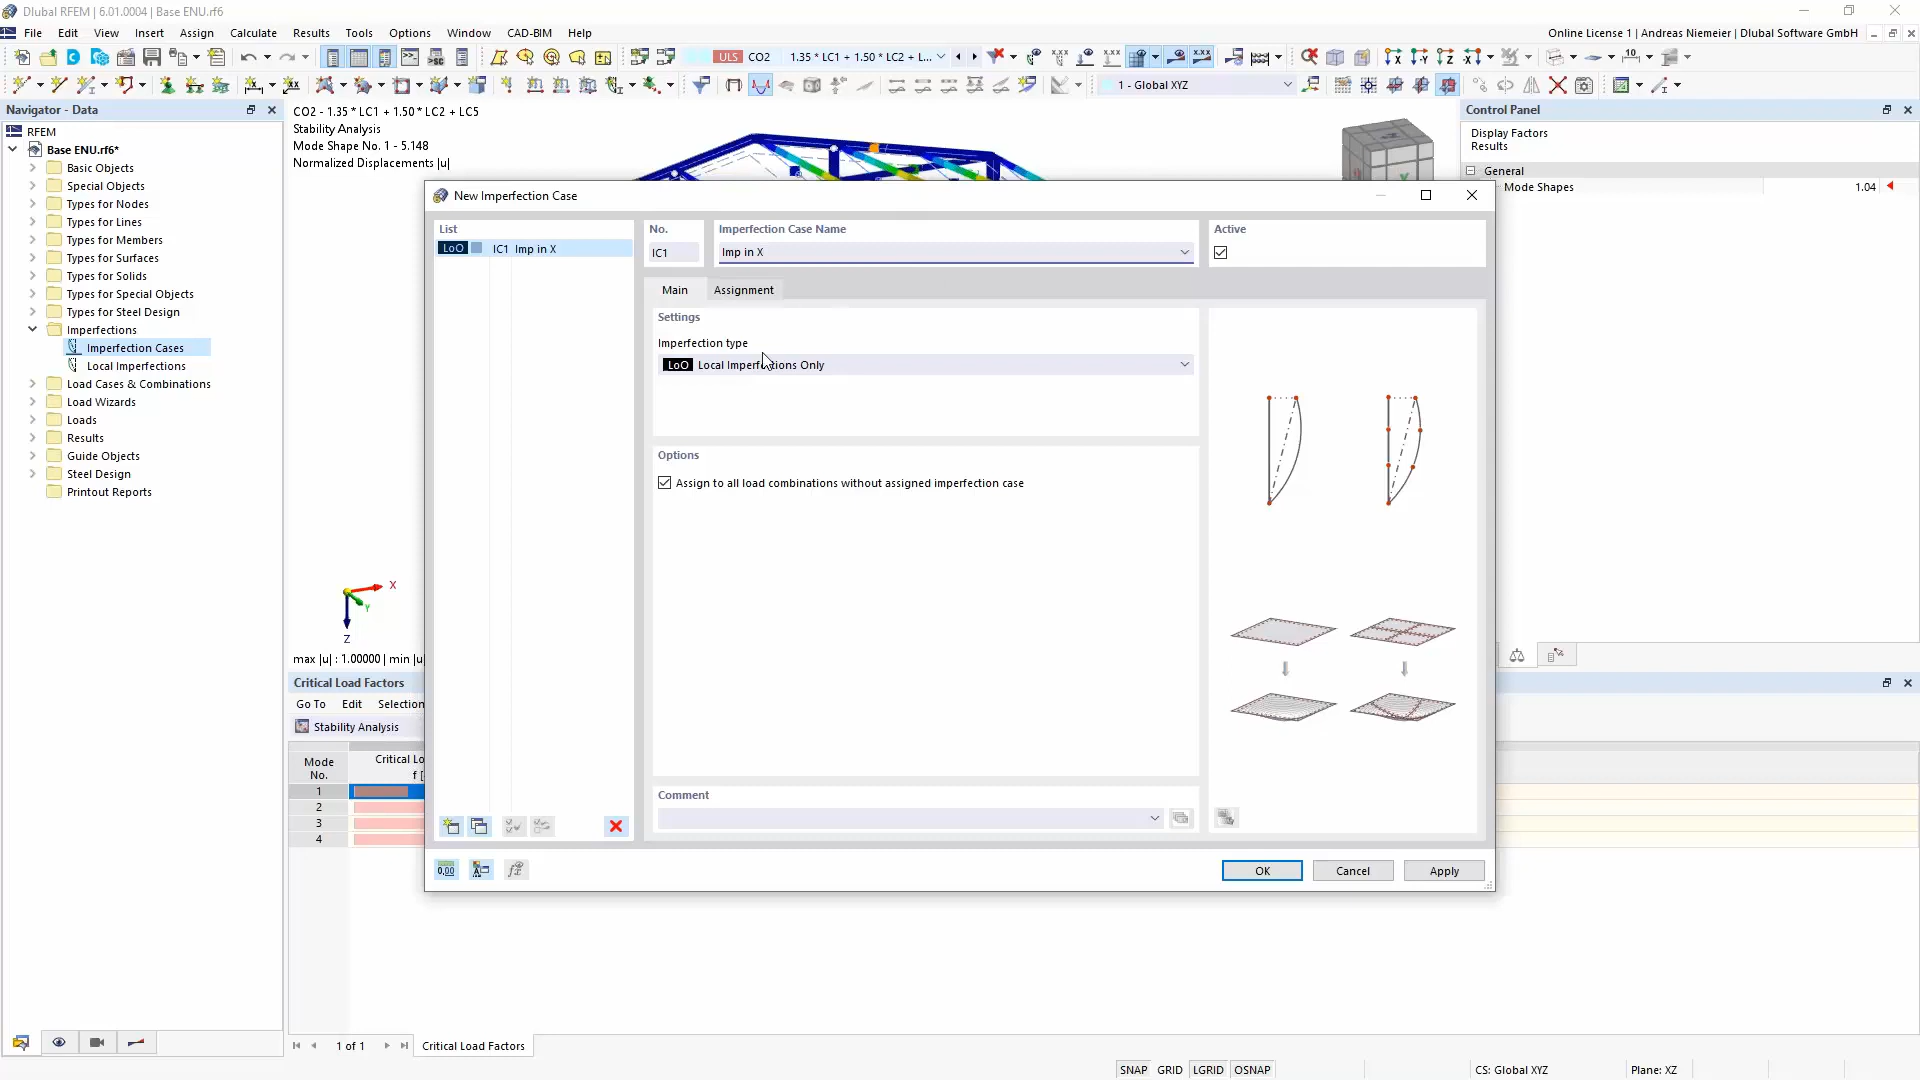 Dlubal RFEM | 6.01.0004 | Base ENU.rf6
File Edit View Insert Assign Calculate Results Tools Options Window CAD-BIM Help
Online License 1 | Andreas Niemeier | Dlubal Software GmbH
ULS CO2 1.35 * LC1 + 1.50 * LC2 + L...
1 - Global XYZ
Navigator - Data
RFEM
Base ENU.rf6*
Basic Objects
Special Objects
Types for Nodes
Types for Lines
Types for Members
Types for Surfaces
Types for Solids
Types for Special Objects
Types for Steel Design
Imperfections
Imperfection Cases
Local Imperfections
Load Cases & Combinations
Load Wizards
Loads
Results
Guide Objects
Steel Design
Printout Reports
CO2 - 1.35 * LC1 + 1.50 * LC2 + LC5
Stability Analysis
Mode Shape No. 1 - 5.148
Normalized Displacements |u|
X
Y
Z
max |u| : 1.00000 | min |u|
Critical Load Factors
Go To Edit Selection
Stability Analysis
Mode
No.
Critical Lo
f [
1
2
3
4
1 of 1
Critical Load Factors
New Imperfection Case
List
LoO IC1 Imp in X
No.
IC1
Imperfection Case Name
Imp in X
Active
Main Assignment
Settings
Imperfection type
LoO Local Imperfections Only
Options
Assign to all load combinations without assigned imperfection case
Comment
OK Cancel Apply
Control Panel
Display Factors
Results
General
Mode Shapes 1.04
SNAP GRID LGRID OSNAP
CS: Global XYZ
Plane: XZ